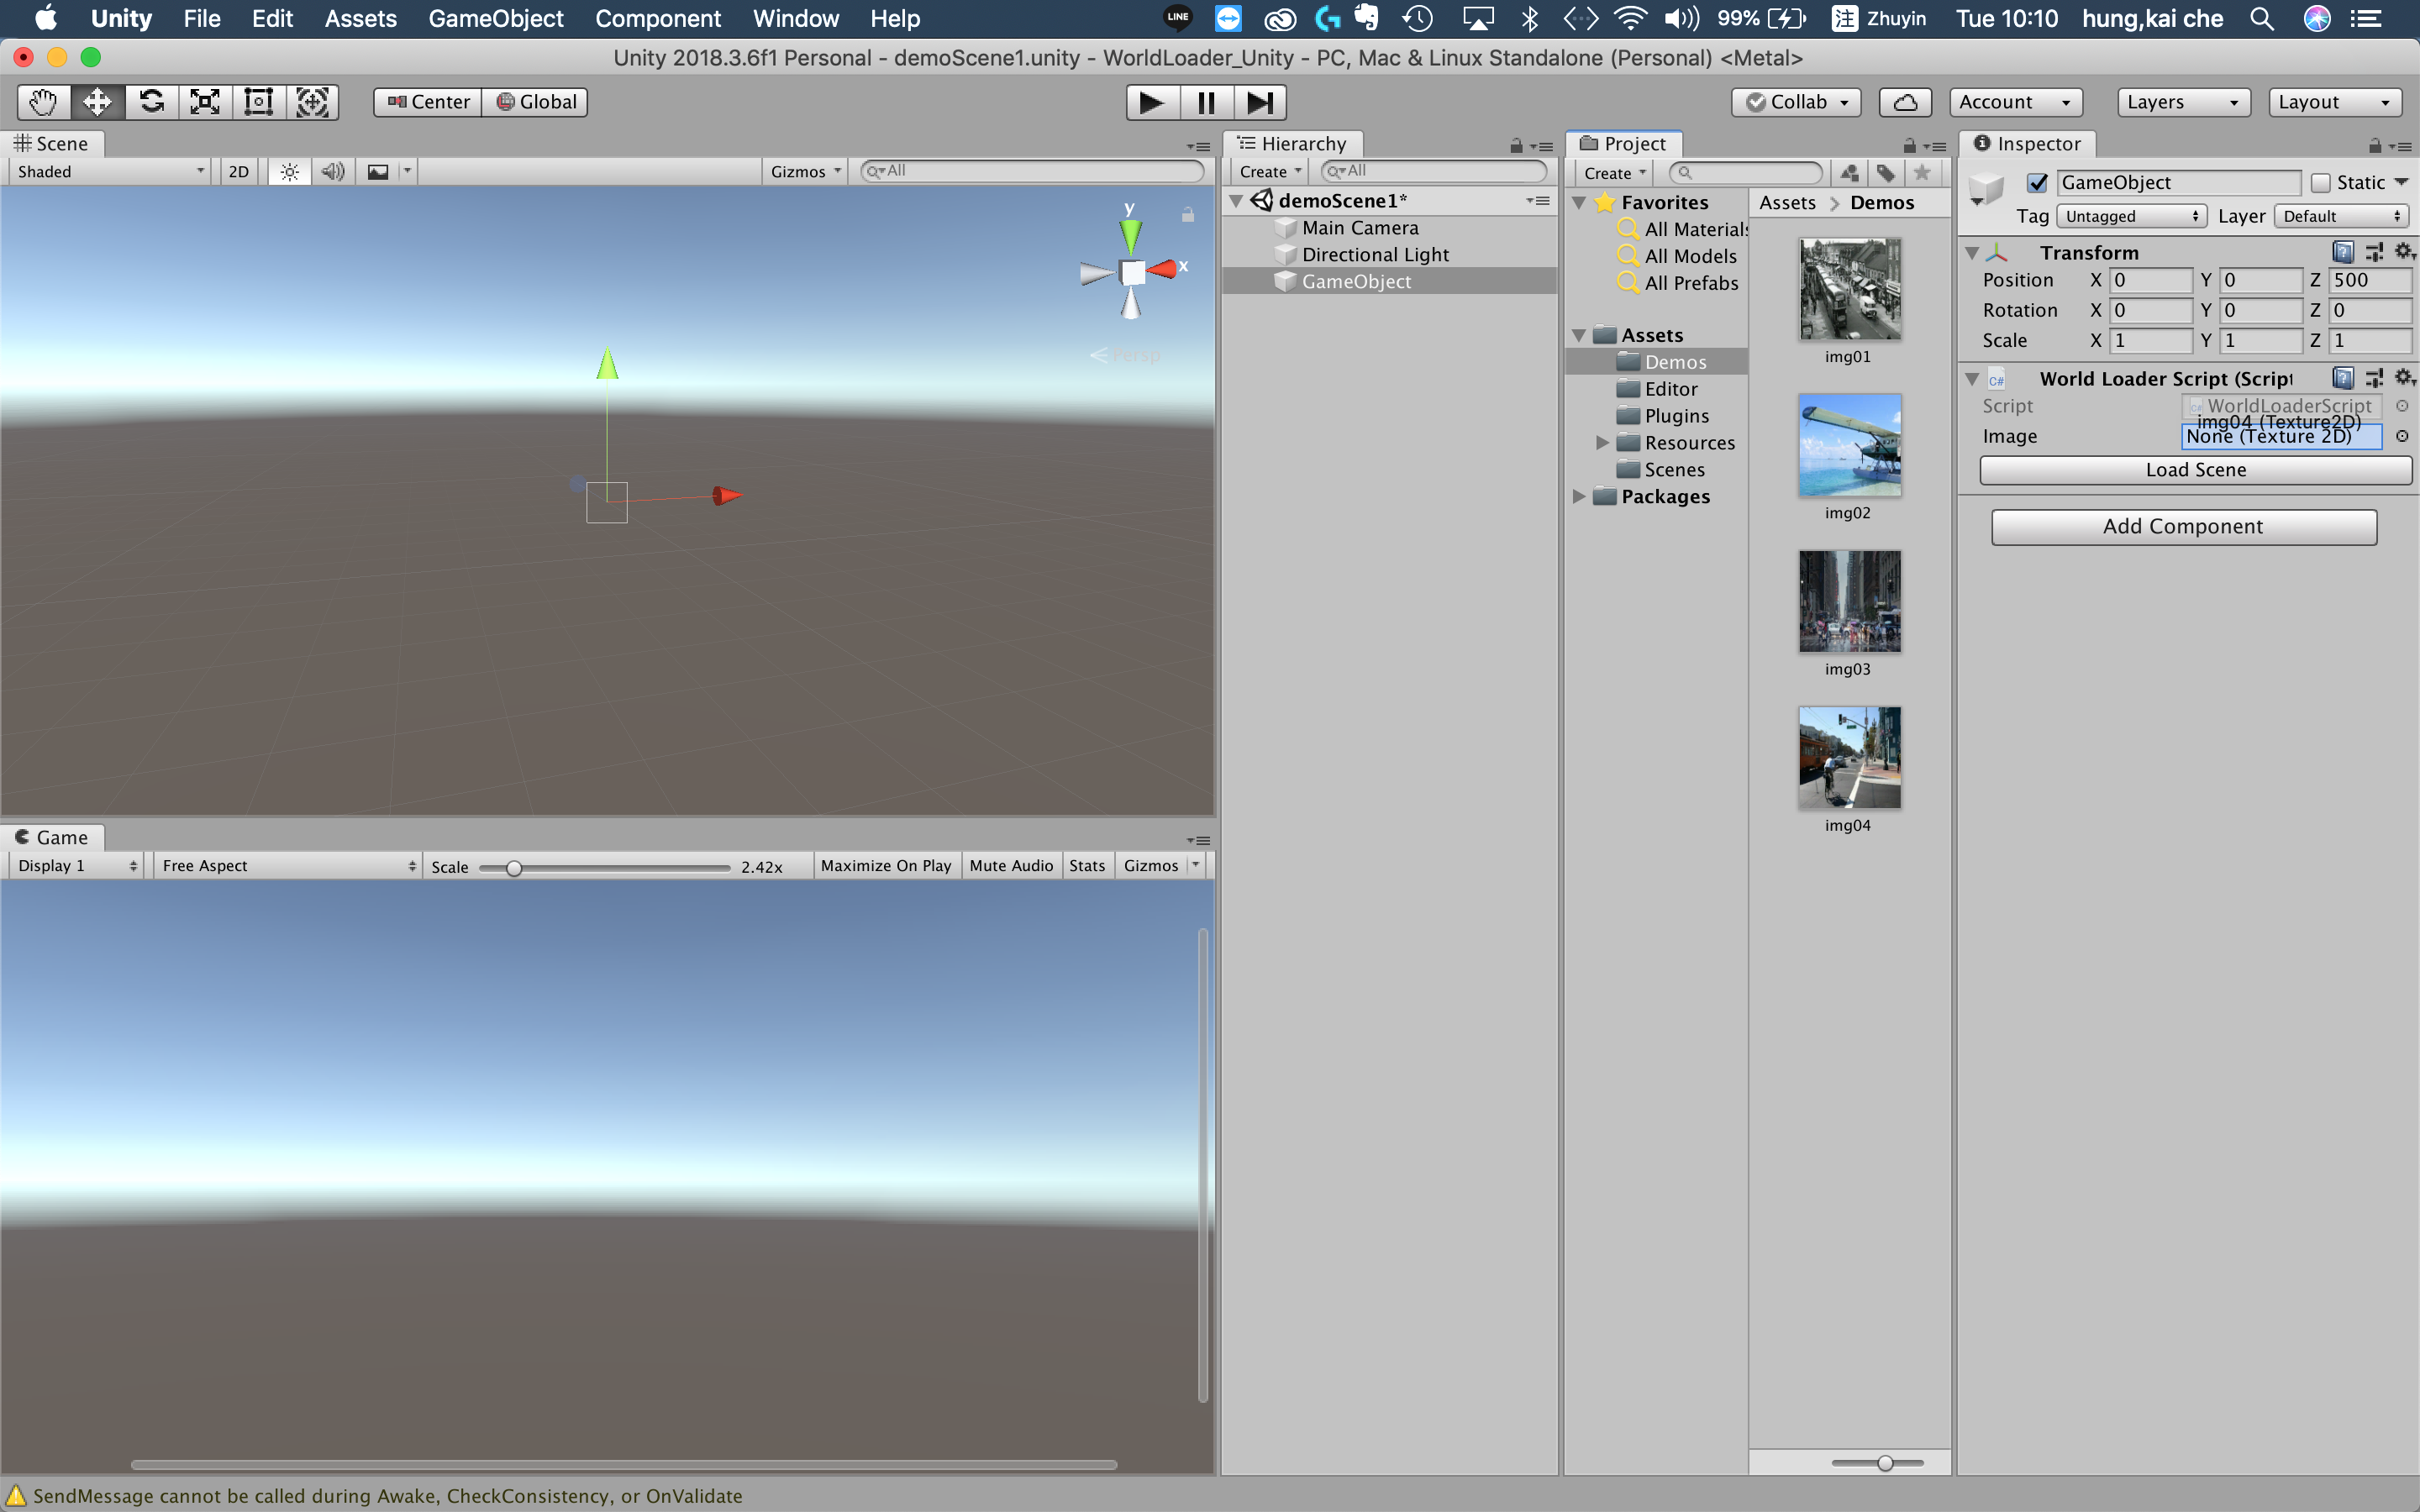 Unity File Edit Assets GameObject Component Window Help LINE 99% 注 Zhuyin Tue 10:10 hung,kai che
Unity 2018.3.6f1 Personal - demoScene1.unity - WorldLoader_Unity - PC, Mac & Linux Standalone (Personal) <Metal>
Center Global Collab Account Layers Layout
Scene
Shaded 2D Gizmos All
y
x
Persp
Game
Display 1 Free Aspect Scale 2.42x Maximize On Play Mute Audio Stats Gizmos
Hierarchy
Create All
demoScene1*
Main Camera
Directional Light
GameObject
Project
Create
Favorites
All Materials
All Models
All Prefabs
Assets
Demos
Editor
Plugins
Resources
Scenes
Packages
Assets > Demos
img01
img02
img03
img04
Inspector
GameObject Static
Tag Untagged Layer Default
Transform
Position X 0 Y 0 Z 500
Rotation X 0 Y 0 Z 0
Scale X 1 Y 1 Z 1
C# World Loader Script (Script
Script WorldLoaderScript
img04 (Texture2D)
Image None (Texture 2D)
Load Scene
Add Component
SendMessage cannot be called during Awake, CheckConsistency, or OnValidate